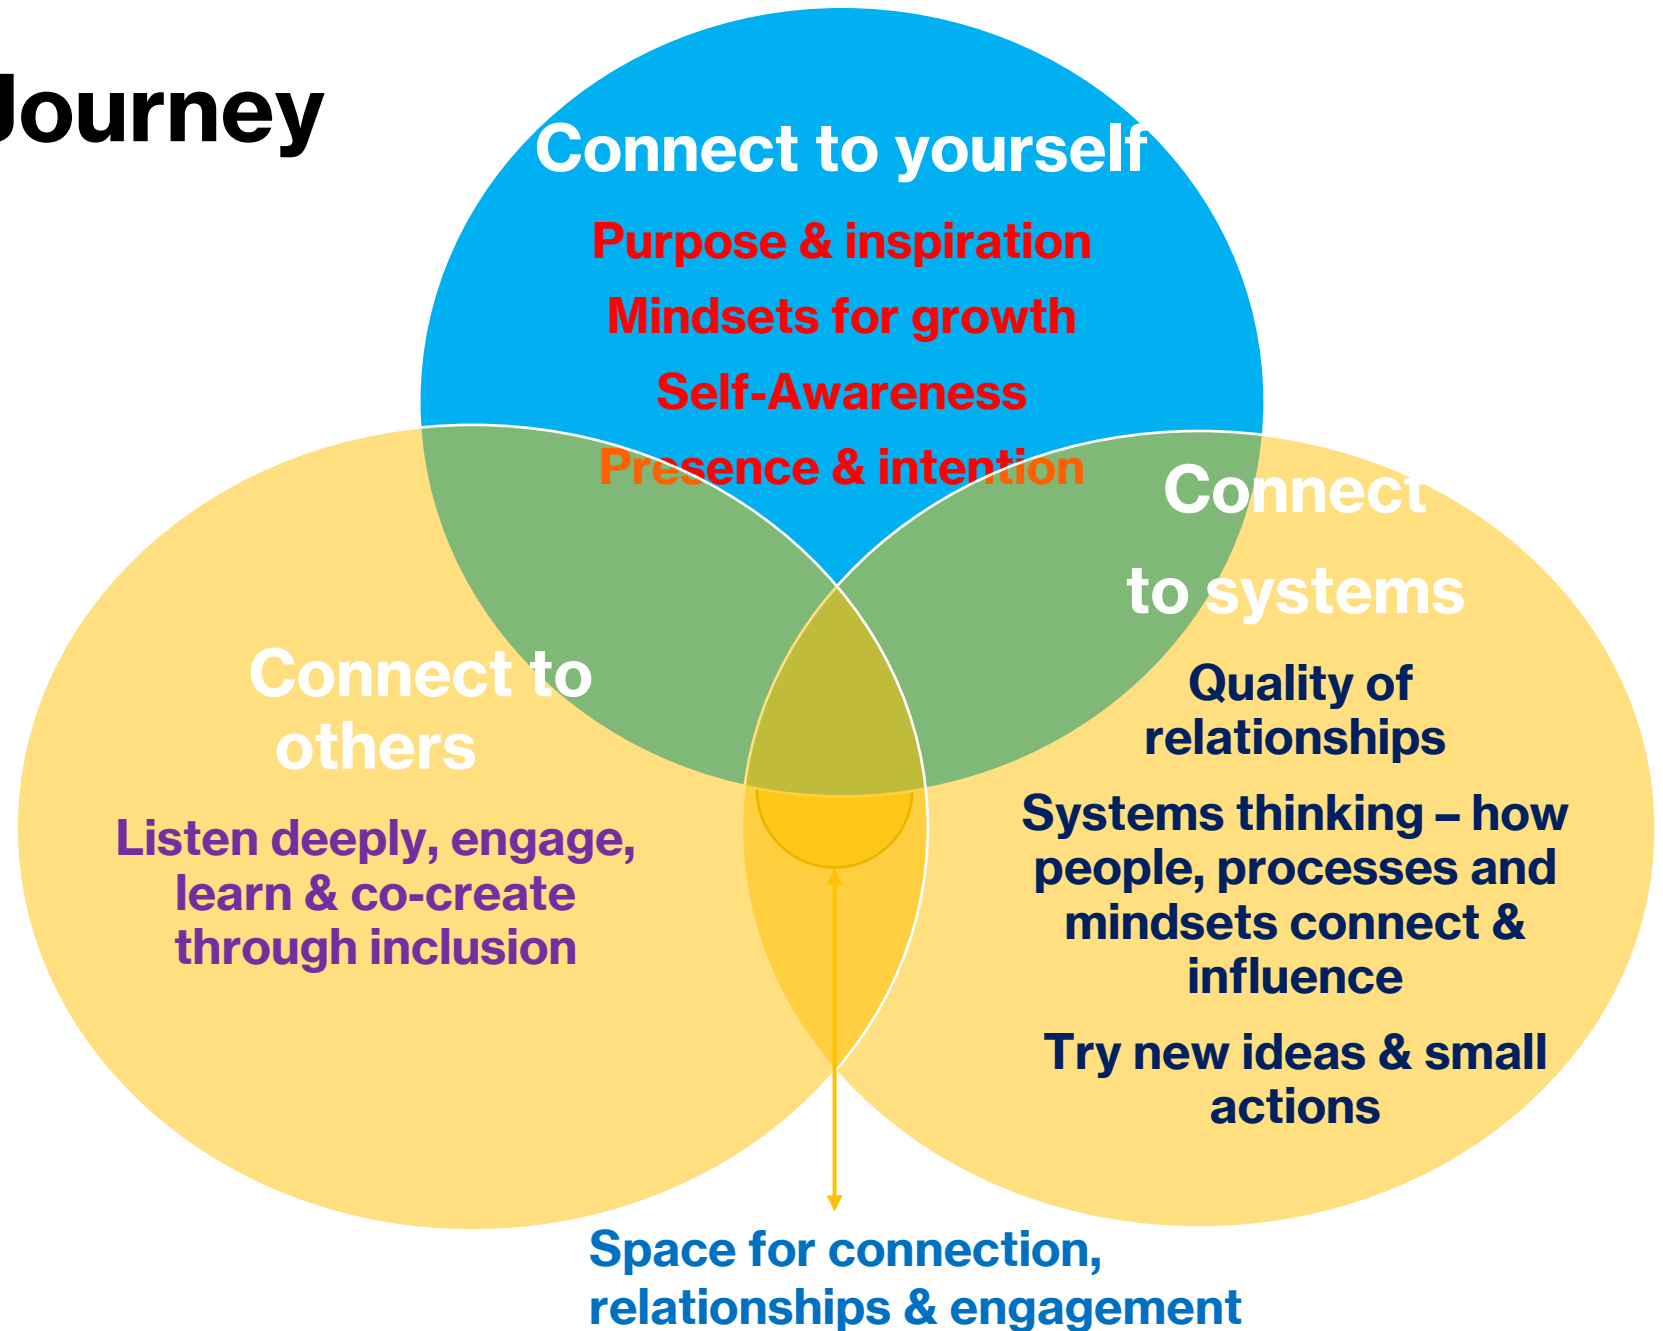 Journey
Connect to yourself
Purpose & inspiration
Mindsets for growth
Self-Awareness
Presence & intention
Connect to
others
Listen deeply, engage,
learn & co-create
through inclusion
Connect
to systems
Quality of
relationships
Systems thinking – how
people, processes and
mindsets connect &
influence
Try new ideas & small
actions
Space for connection,
relationships & engagement